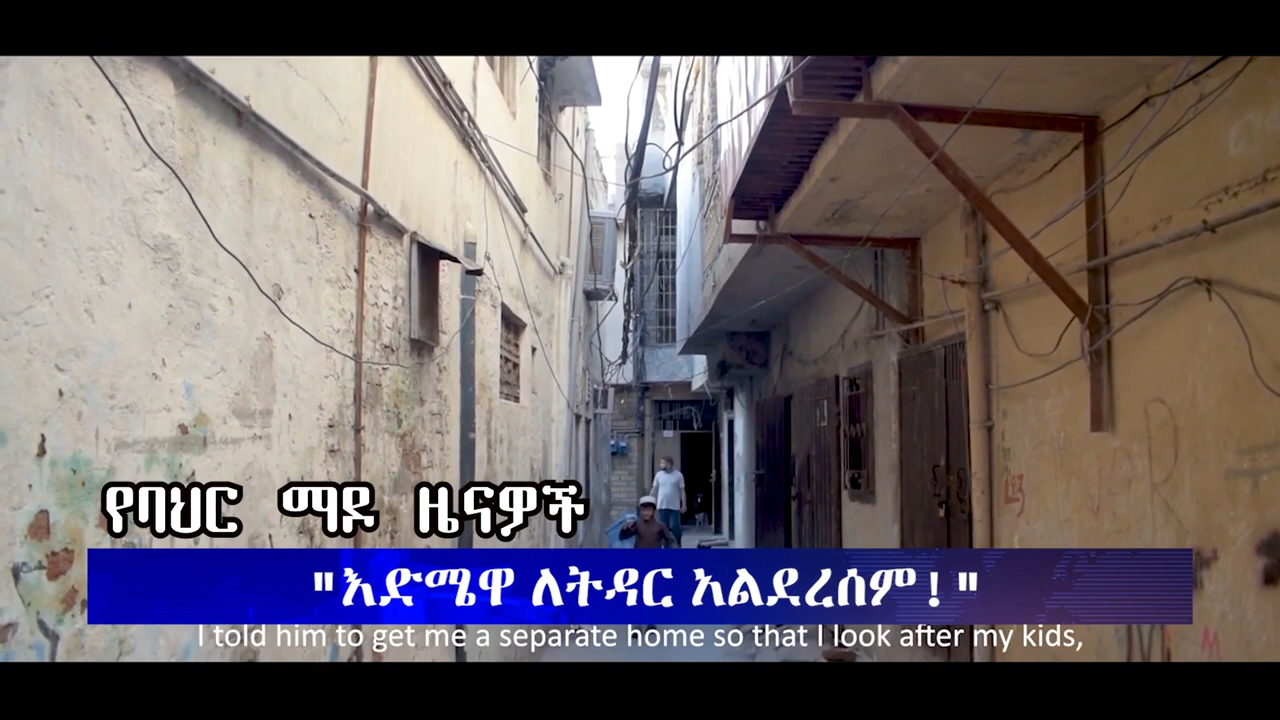 የባህር ማዶ ዜናዎች
"እድሜዋ ለትዳር አልደረሰም!"
I told him to get me a separate home so that I look after my kids,